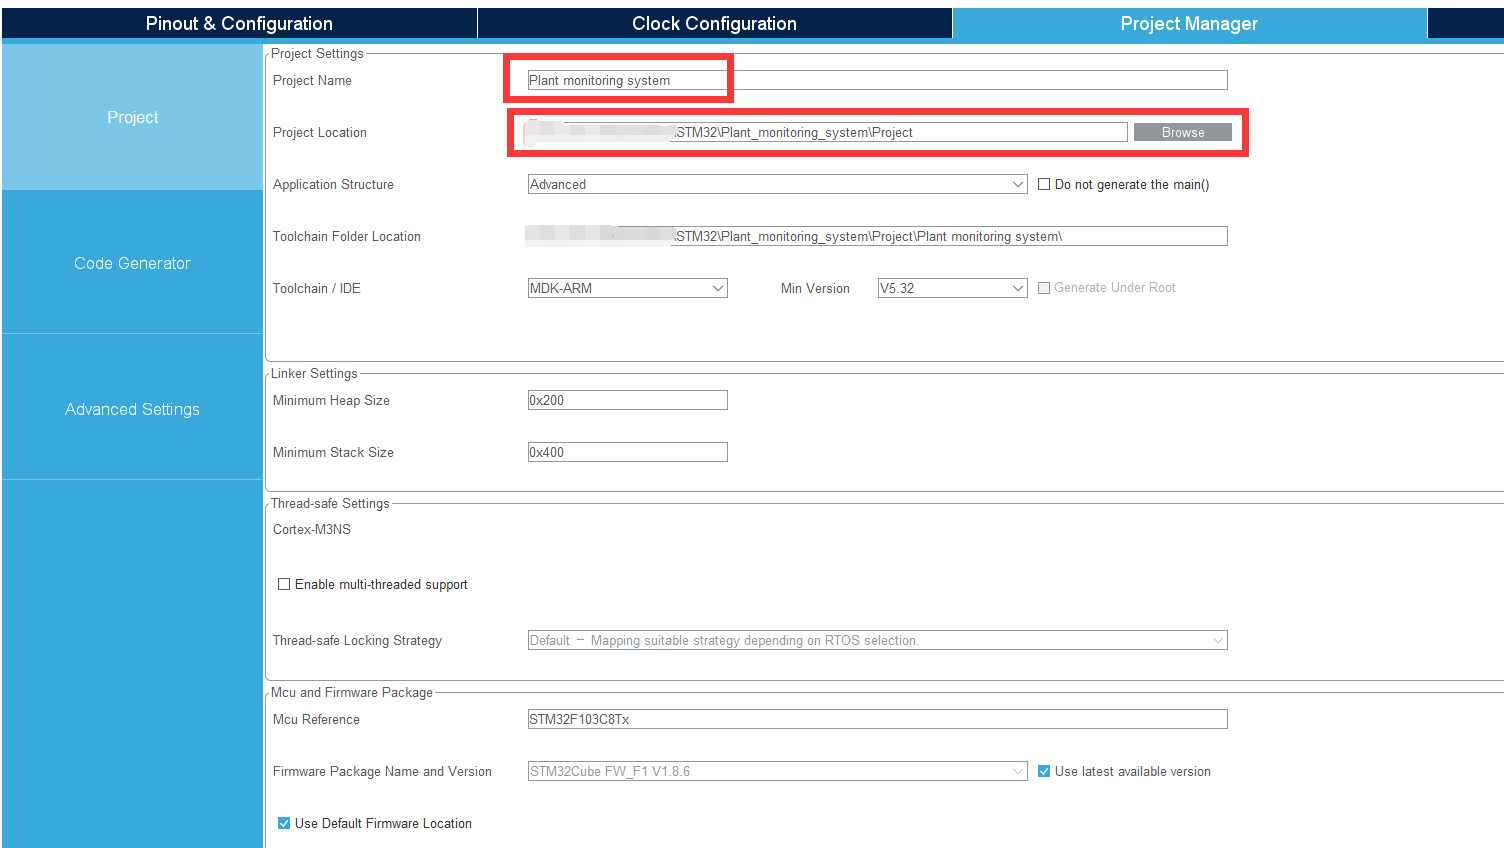 Pinout & Configuration Clock Configuration Project Manager
Project Settings
Project Name Plant monitoring system
Project Location \STM32\Plant_monitoring_system\Project Browse
Application Structure Advanced Do not generate the main()
Toolchain Folder Location \STM32\Plant_monitoring_system\Project\Plant monitoring system\
Toolchain / IDE MDK-ARM Min Version V5.32 Generate Under Root
Linker Settings
Minimum Heap Size 0x200
Minimum Stack Size 0x400
Thread-safe Settings
Cortex-M3NS
Enable multi-threaded support
Thread-safe Locking Strategy Default – Mapping suitable strategy depending on RTOS selection.
Mcu and Firmware Package
Mcu Reference STM32F103C8Tx
Firmware Package Name and Version STM32Cube FW_F1 V1.8.6 Use latest available version
Use Default Firmware Location
Project
Code Generator
Advanced Settings